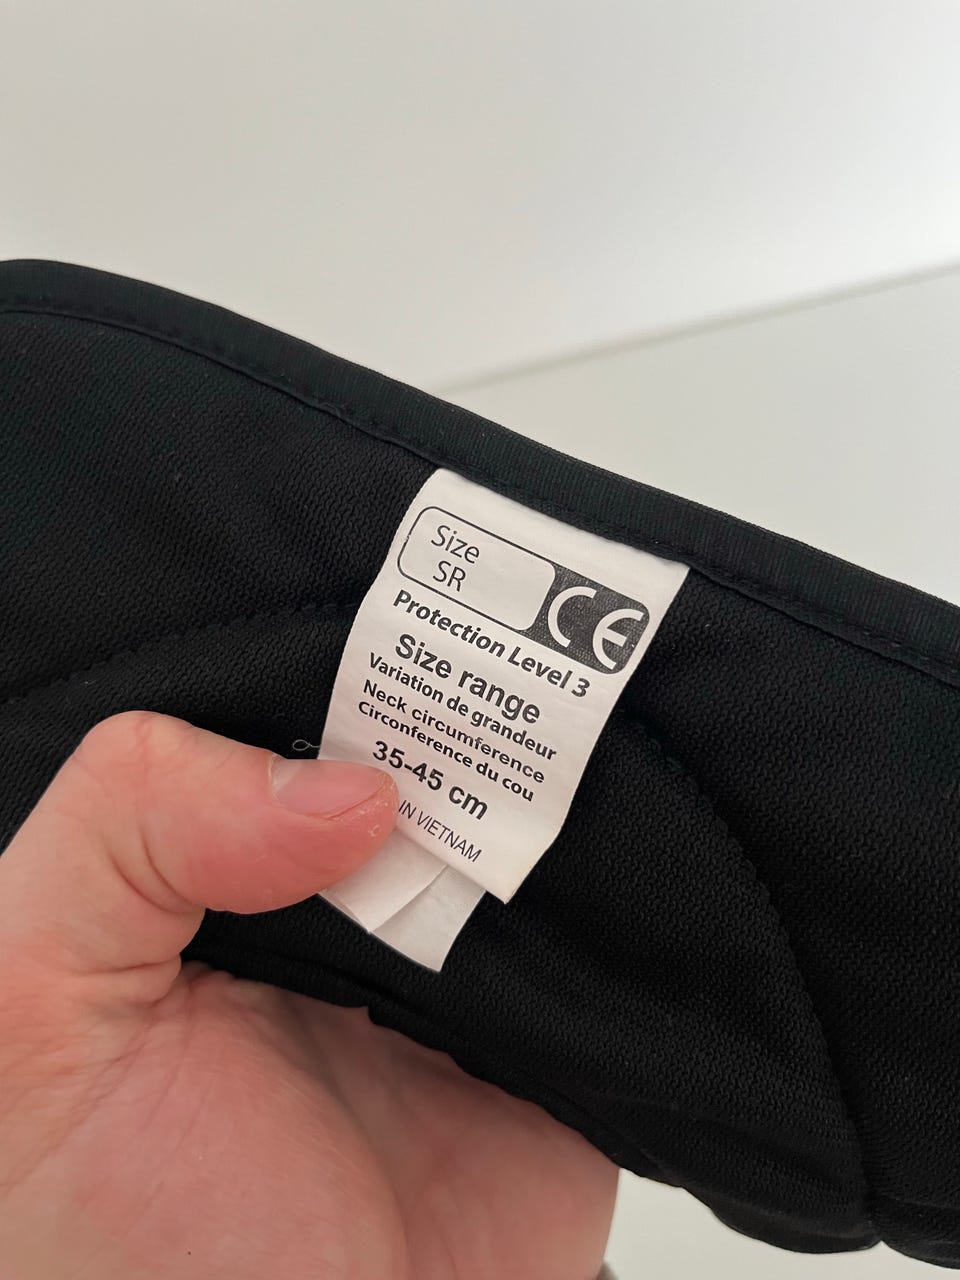 Size
SR
CE
Protection Level 3
Size range
Variation de grandeur
Neck circumference
Circonference du cou
35-45 cm
IN VIETNAM